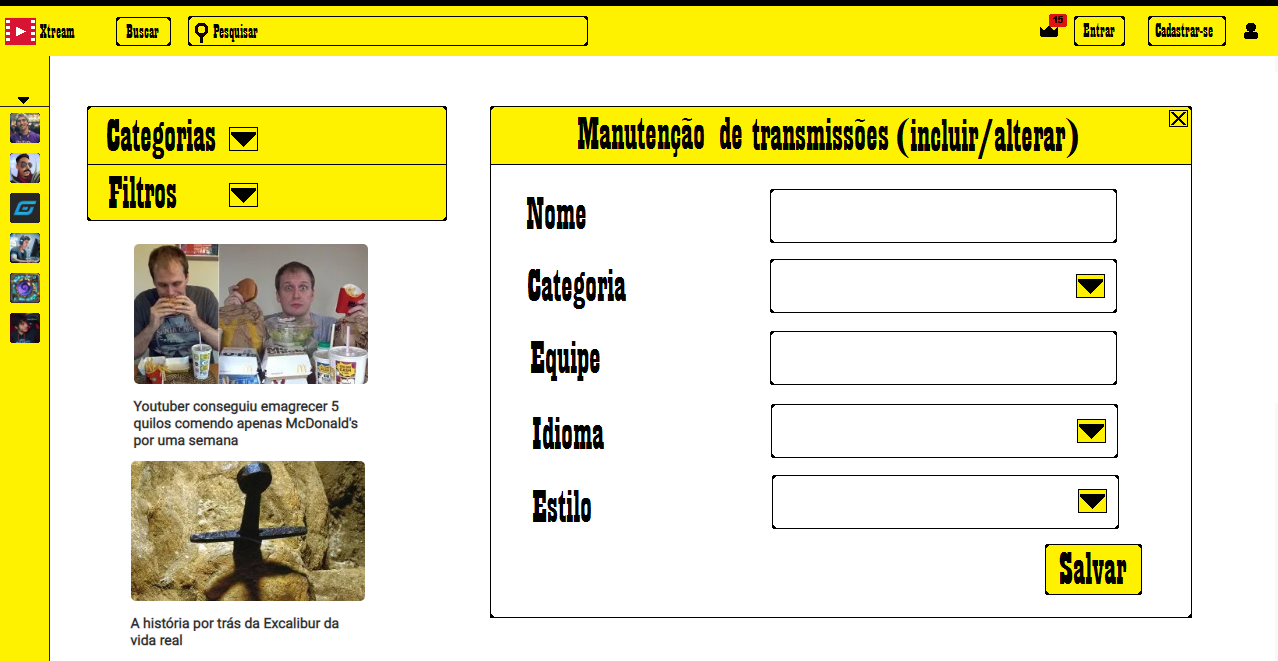 Xtream
Buscar
Pesquisar
15
Entrar
Cadastrar-se
Categorias
Filtros
Youtuber conseguiu emagrecer 5
quilos comendo apenas McDonald's
por uma semana
A história por trás da Excalibur da
vida real
Manutenção de transmissões (incluir/alterar)
Nome
Categoria
Equipe
Idioma
Estilo
Salvar